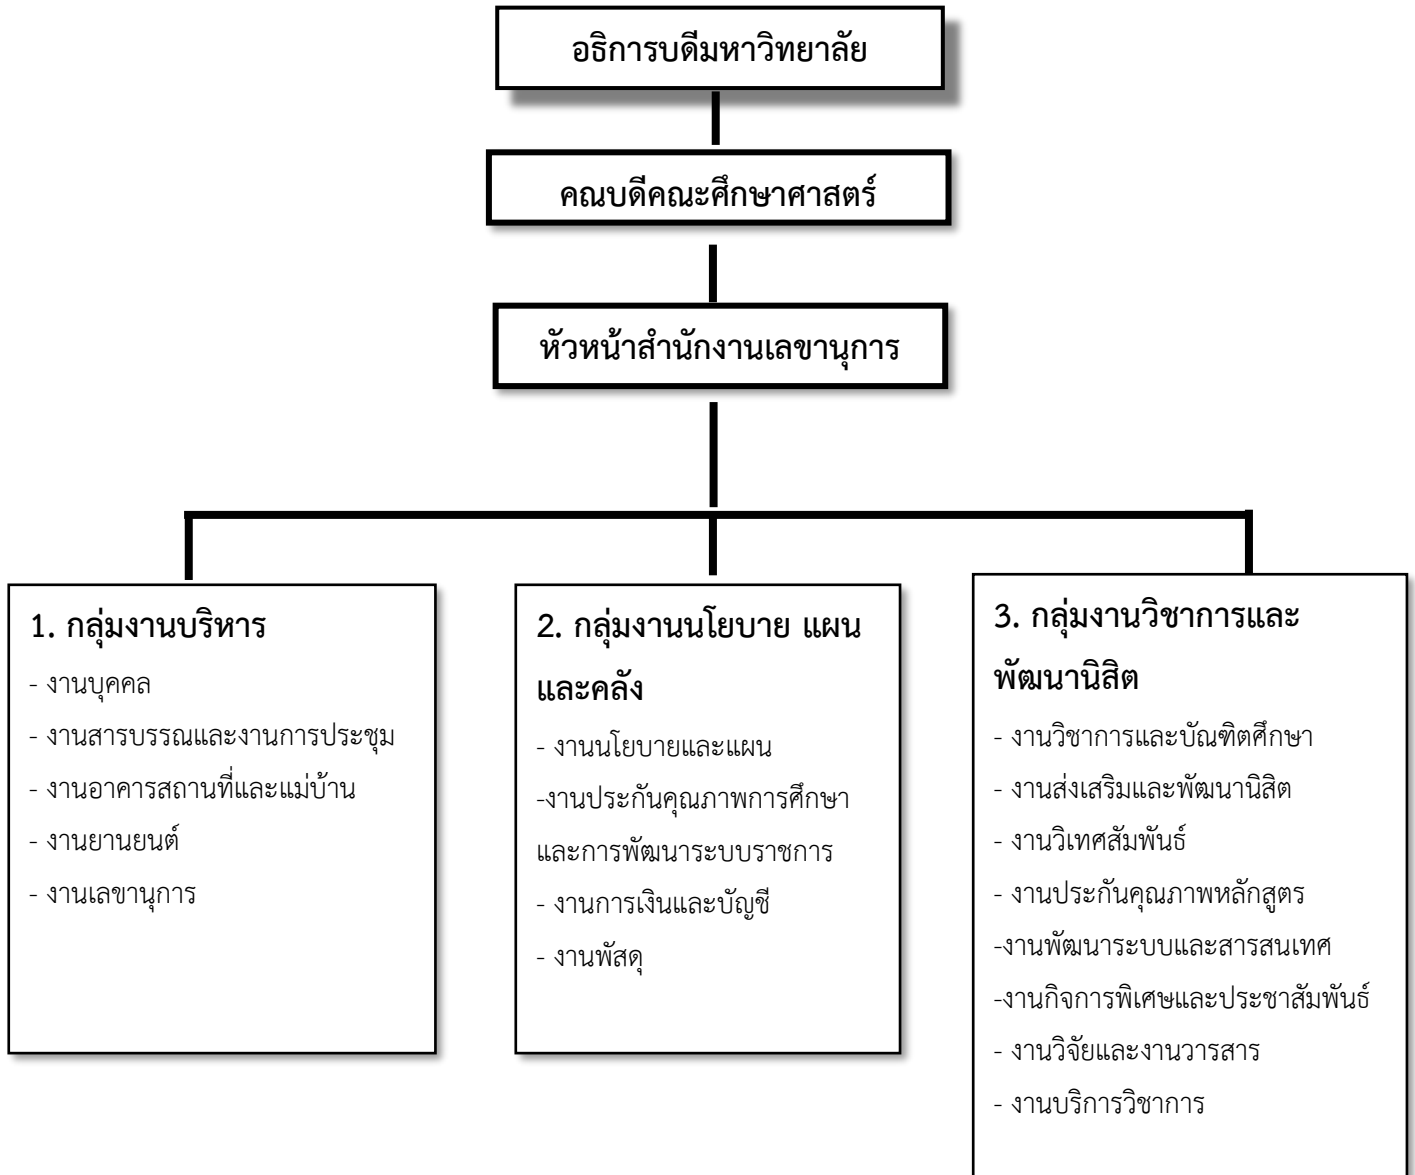 อธิการบดีมหาวิทยาลัย
คณบดีคณะศึกษาศาสตร์
หัวหน้าสำนักงานเลขานุการ
1. กลุ่มงานบริหาร
- งานบุคคล
- งานสารบรรณและงานการประชุม
- งานอาคารสถานที่และแม่บ้าน
- งานยานยนต์
- งานเลขานุการ
2. กลุ่มงานนโยบาย แผน
และคลัง
- งานนโยบายและแผน
-งานประกันคุณภาพการศึกษา
และการพัฒนาระบบราชการ
- งานการเงินและบัญชี
- งานพัสดุ
3. กลุ่มงานวิชาการและ
พัฒนานิสิต
- งานวิชาการและบัณฑิตศึกษา
- งานส่งเสริมและพัฒนานิสิต
- งานวิเทศสัมพันธ์
- งานประกันคุณภาพหลักสูตร
-งานพัฒนาระบบและสารสนเทศ
-งานกิจการพิเศษและประชาสัมพันธ์
- งานวิจัยและงานวารสาร
- งานบริการวิชาการ